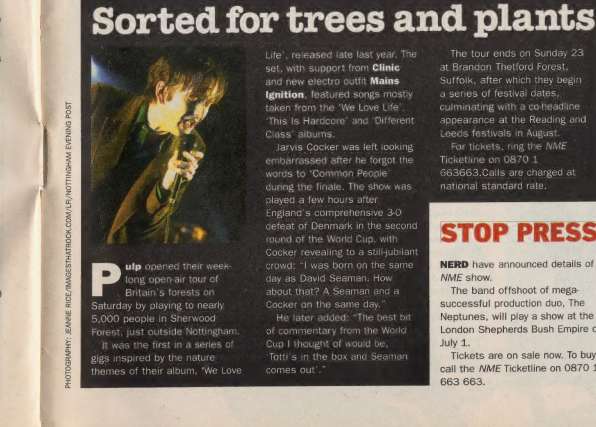 Sorted for trees and plants
PHOTOGRAPHY: JEANNE RICE/IMAGESTHATROCK.COM/LFI/NOTTINGHAM EVENING POST
Pulp opened their week-
long open-air tour of
Britain's forests on
Saturday by playing to nearly
5,000 people in Sherwood
Forest, just outside Nottingham.
It was the first in a series of
gigs inspired by the nature
themes of their album, 'We Love
Life', released late last year. The
set, with support from Clinic
and new electro outfit Mains
Ignition, featured songs mostly
taken from the 'We Love Life',
'This Is Hardcore' and 'Different
Class' albums.
Jarvis Cocker was left looking
embarrassed after he forgot the
words to 'Common People'
during the finale. The show was
played a few hours after
England's comprehensive 3-0
defeat of Denmark in the second
round of the World Cup, with
Cocker revealing to a still-jubilant
crowd: "I was born on the same
day as David Seaman. How
about that? A Seaman and a
Cocker on the same day."
He later added: "The best bit
of commentary from the World
Cup I thought of would be,
'Totti's in the box and Seaman
comes out'."
The tour ends on Sunday 23
at Brandon Thetford Forest,
Suffolk, after which they begin
a series of festival dates,
culminating with a co-headline
appearance at the Reading and
Leeds festivals in August.
For tickets, ring the NME
Ticketline on 0870 1
663663.Calls are charged at
national standard rate.
STOP PRESS
NERD have announced details of
NME show.
The band offshoot of mega-
successful production duo, The
Neptunes, will play a show at the
London Shepherds Bush Empire o
July 1.
Tickets are on sale now. To buy
call the NME Ticketline on 0870 1
663 663.